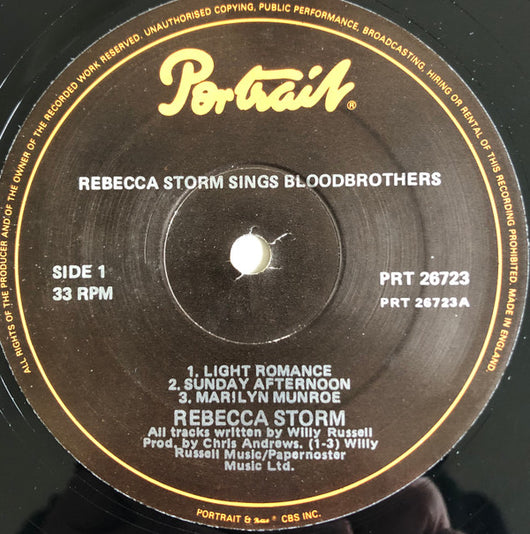 ALL RIGHTS OF THE PRODUCER AND OF THE OWNER OF THE RECORDED WORK RESERVED. UNAUTHORISED COPYING, PUBLIC PERFORMANCE, BROADCASTING, HIRING OR RENTAL OF THIS RECORDING PROHIBITED. MADE IN ENGLAND.
Portrait®
REBECCA STORM SINGS BLOODBROTHERS
SIDE 1
33 RPM
PRT 26723
PRT 26723A
1. LIGHT ROMANCE
2. SUNDAY AFTERNOON
3. MARILYN MUNROE
REBECCA STORM
All tracks written by Willy Russell
Prod. by Chris Andrews. (1-3) Willy
Russell Music/Papernoster
Music Ltd.
PORTRAIT & ® CBS INC.